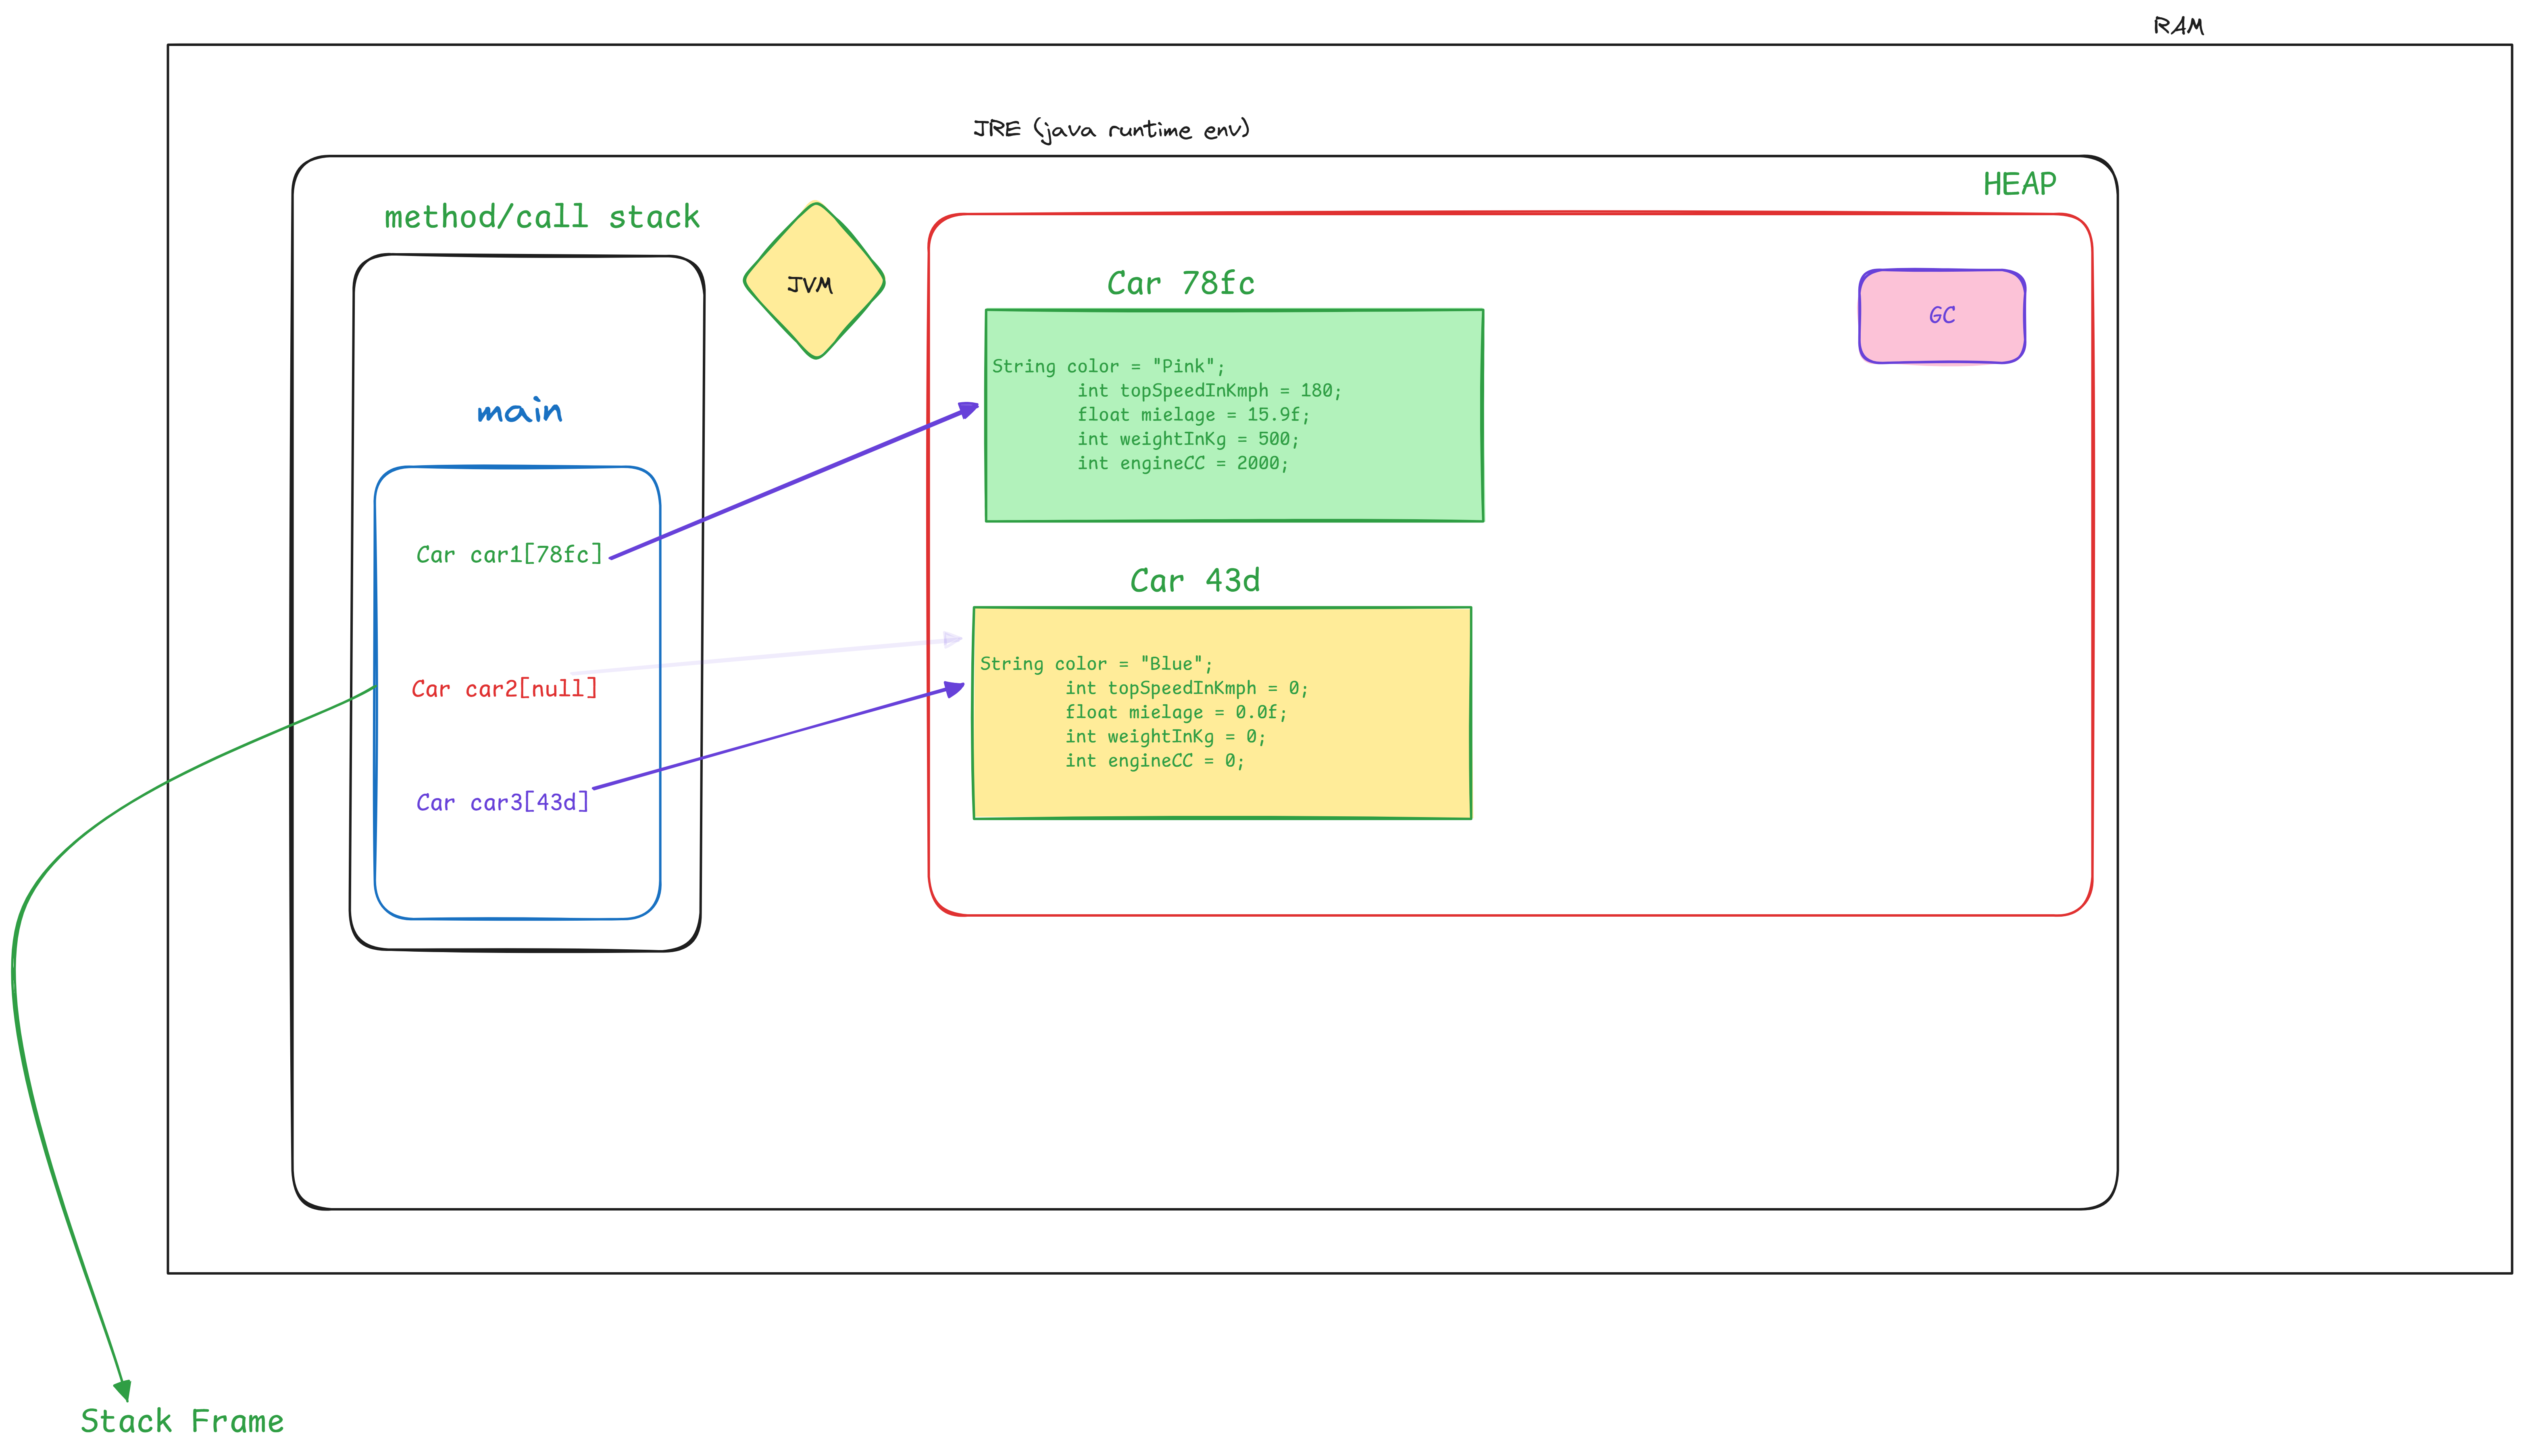 RAM
JRE (java runtime env)
HEAP
method/call stack
JVM
Car 78fc
GC
String color = "Pink";
int topSpeedInKmph = 180;
float mielage = 15.9f;
int weightInKg = 500;
int engineCC = 2000;
main
Car car1[78fc]
Car car2[null]
Car car3[43d]
Car 43d
String color = "Blue";
int topSpeedInKmph = 0;
float mielage = 0.0f;
int weightInKg = 0;
int engineCC = 0;
Stack Frame